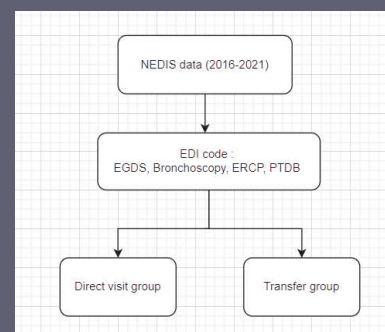 NEDIS data (2016-2021)
EDI code :
EGDS, Bronchoscopy, ERCP, PTDB
Direct visit group
Transfer group